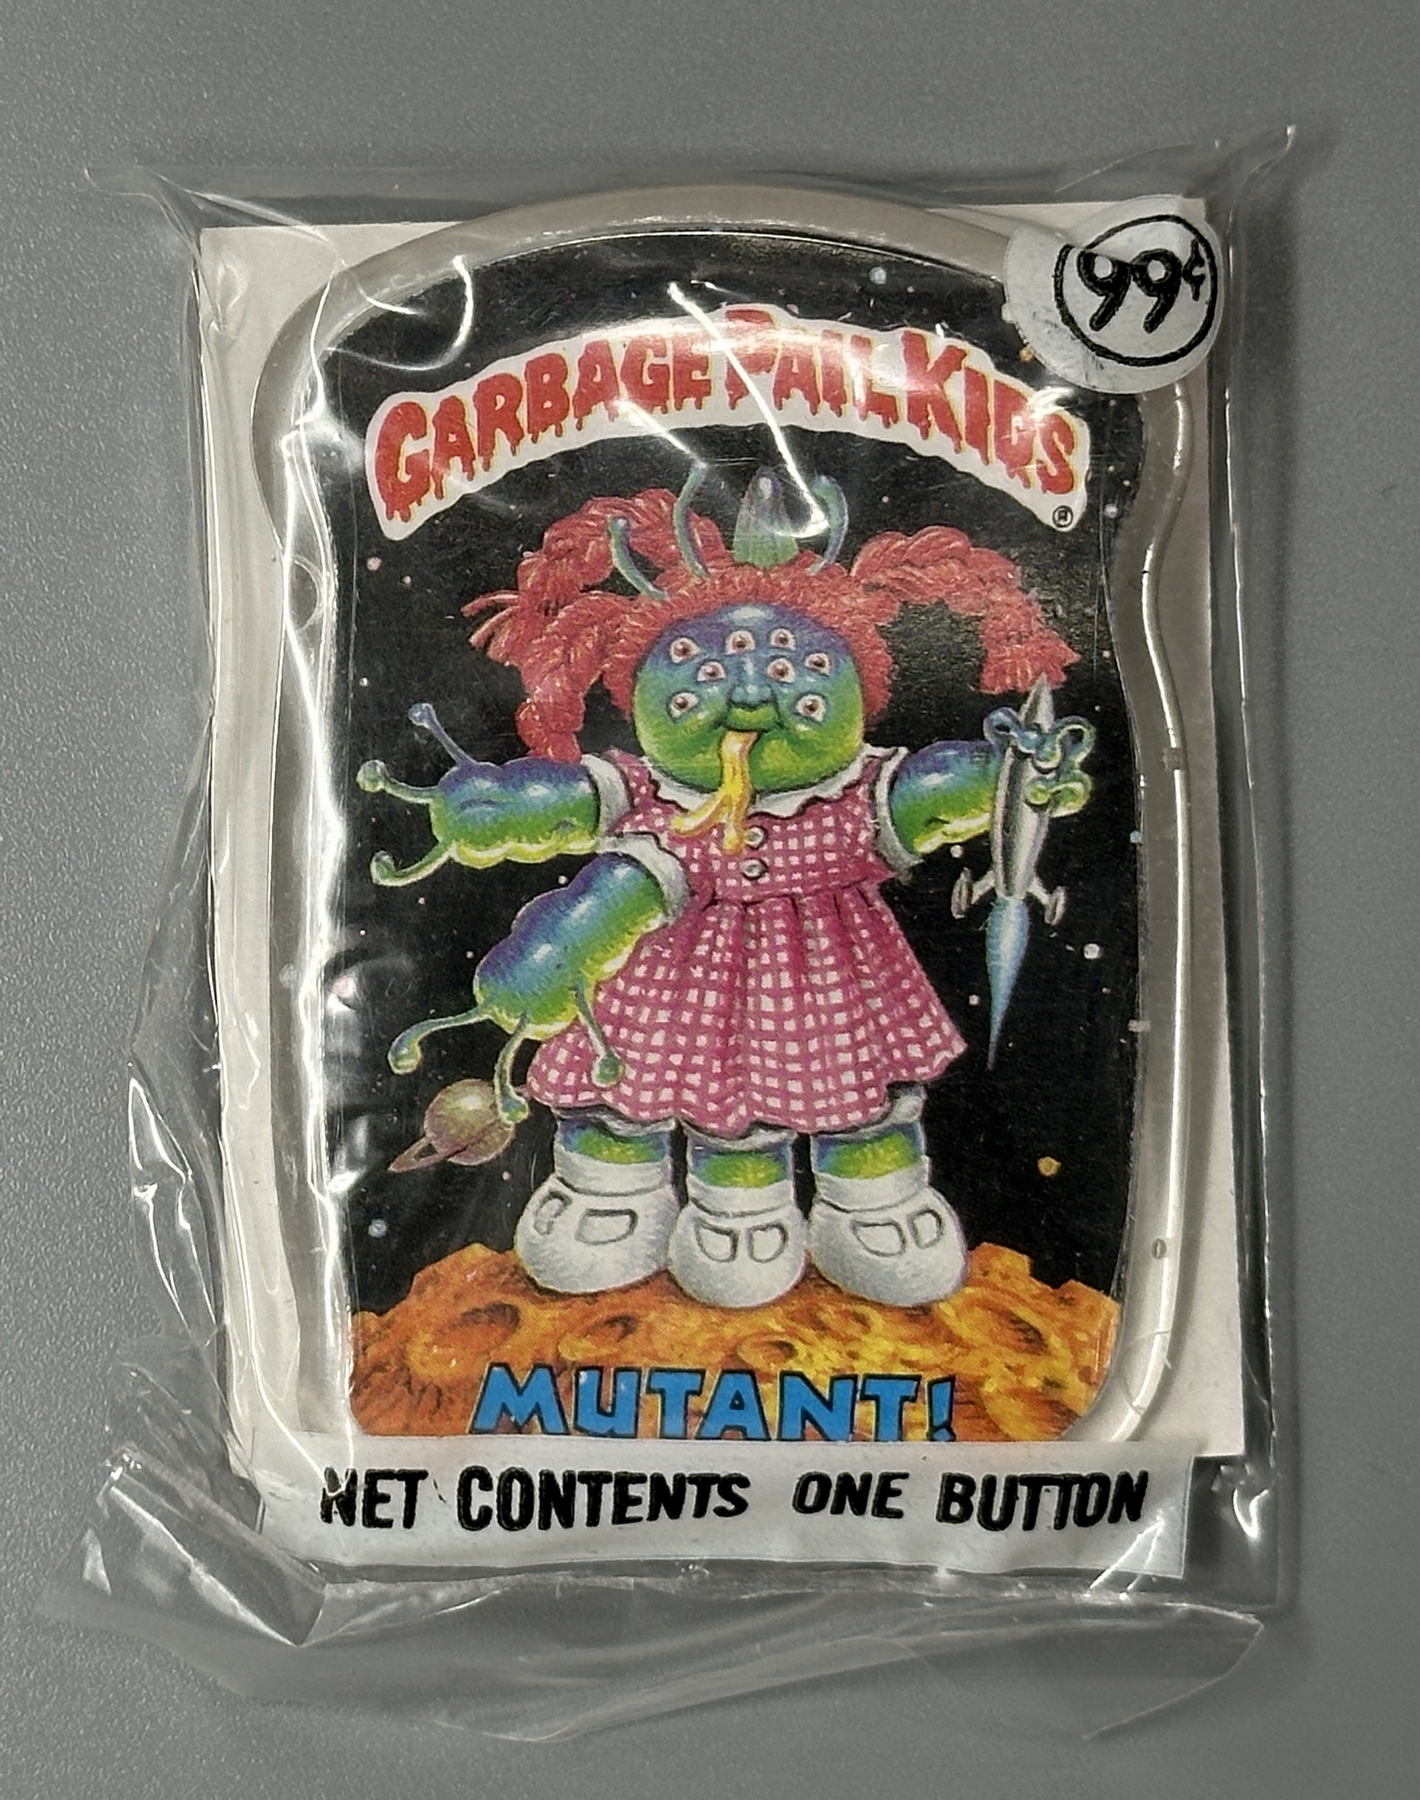 99¢
GARBAGE PAIL KIDS
®
MUTANT!
NET CONTENTS ONE BUTTON